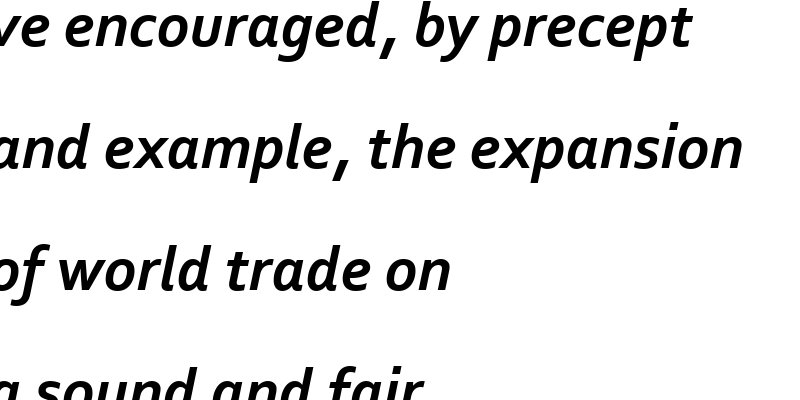 ve encouraged, by precept
and example, the expansion
of world trade on
a sound and fair